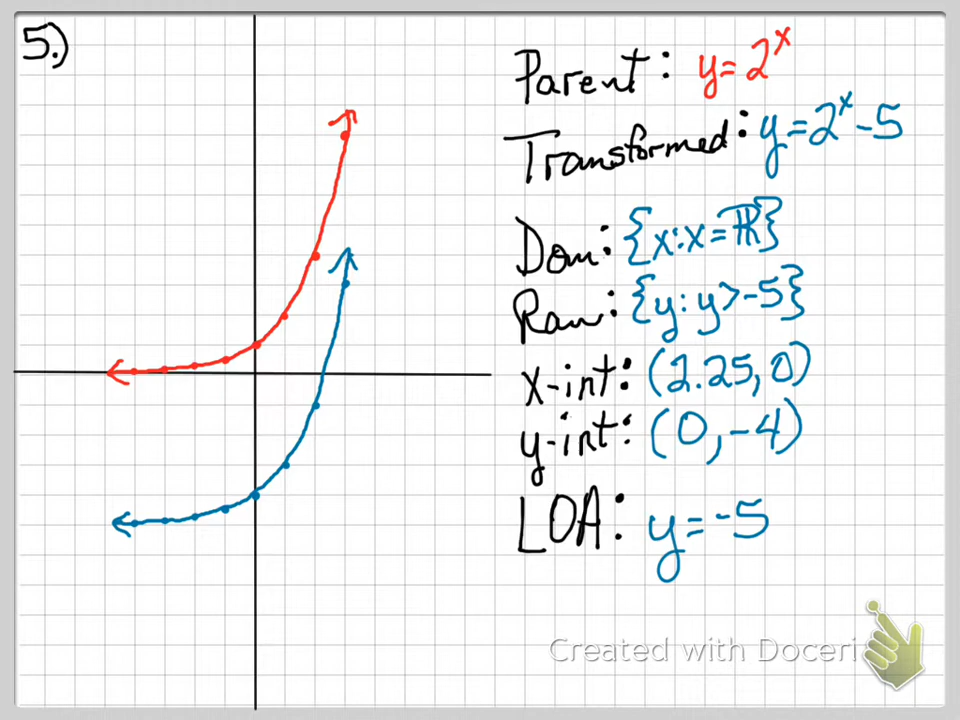 5.)
Parent: y=2^x
Transformed: y=2^x-5
Dom: {x:x=ℝ}
Ran: {y:y>-5}
x-int: (2.25,0)
y-int: (0,-4)
LOA: y=-5
Created with Doceri